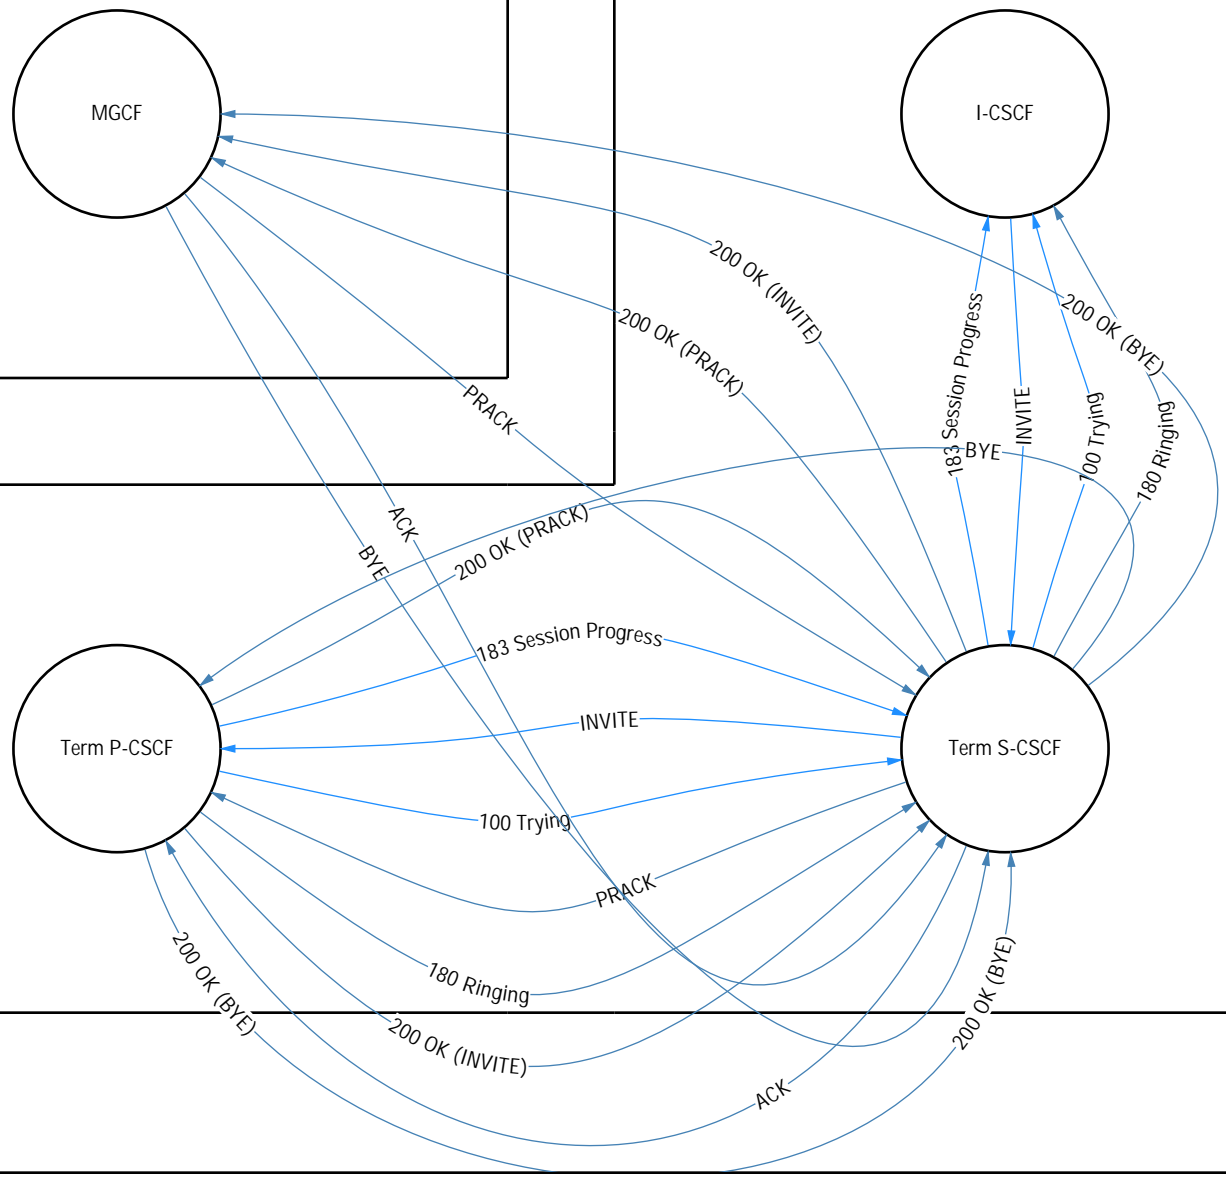 MGCF
I-CSCF
200 OK (INVITE)
200 OK (BYE)
200 OK (PRACK)
183 Session Progress
INVITE
100 Trying
180 Ringing
PRACK
BYE
ACK
200 OK (PRACK)
BYE
183 Session Progress
INVITE
Term P-CSCF
Term S-CSCF
100 Trying
PRACK
180 Ringing
200 OK (BYE)
200 OK (BYE)
200 OK (INVITE)
ACK